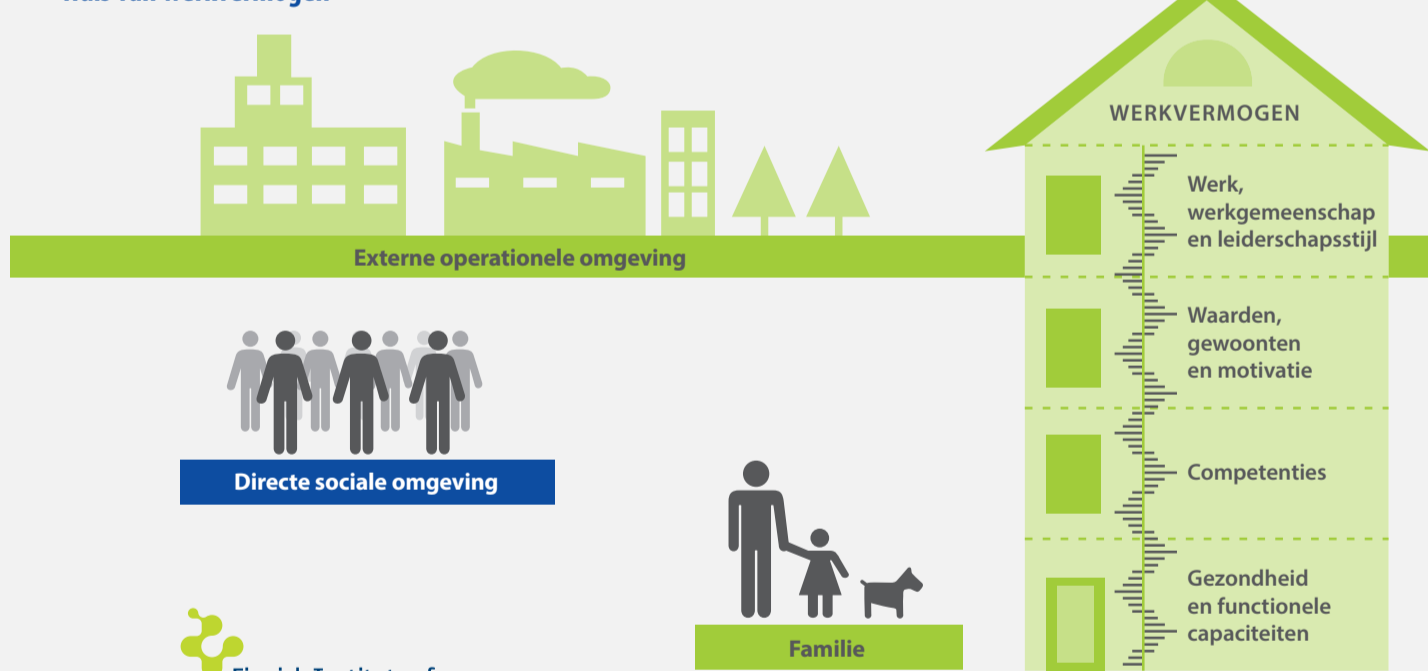 WERKVERMOGEN
Werk,
werkgemeenschap
en leiderschapsstijl
Externe operationele omgeving
Waarden,
gewoonten
en motivatie
Competenties
Directe sociale omgeving
Gezondheid
en functionele
capaciteiten
Familie